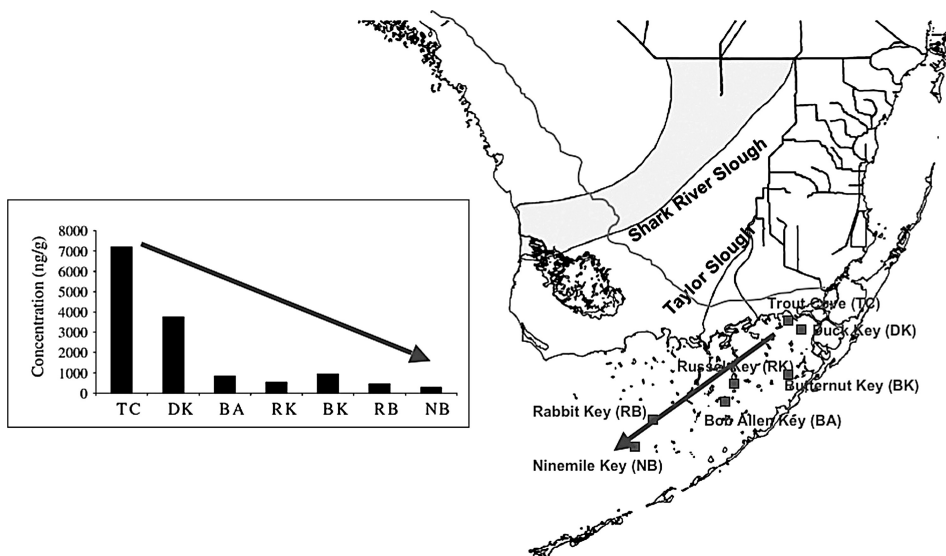 Concentration (ng/g)
8000
7000
6000
5000
4000
3000
2000
1000
0
TC DK BA RK BK RB NB
Shark River Slough
Taylor Slough
Trout Cove (TC)
Duck Key (DK)
Russel Key (RK)
Butternut Key (BK)
Rabbit Key (RB)
Bob Allen Key (BA)
Ninemile Key (NB)